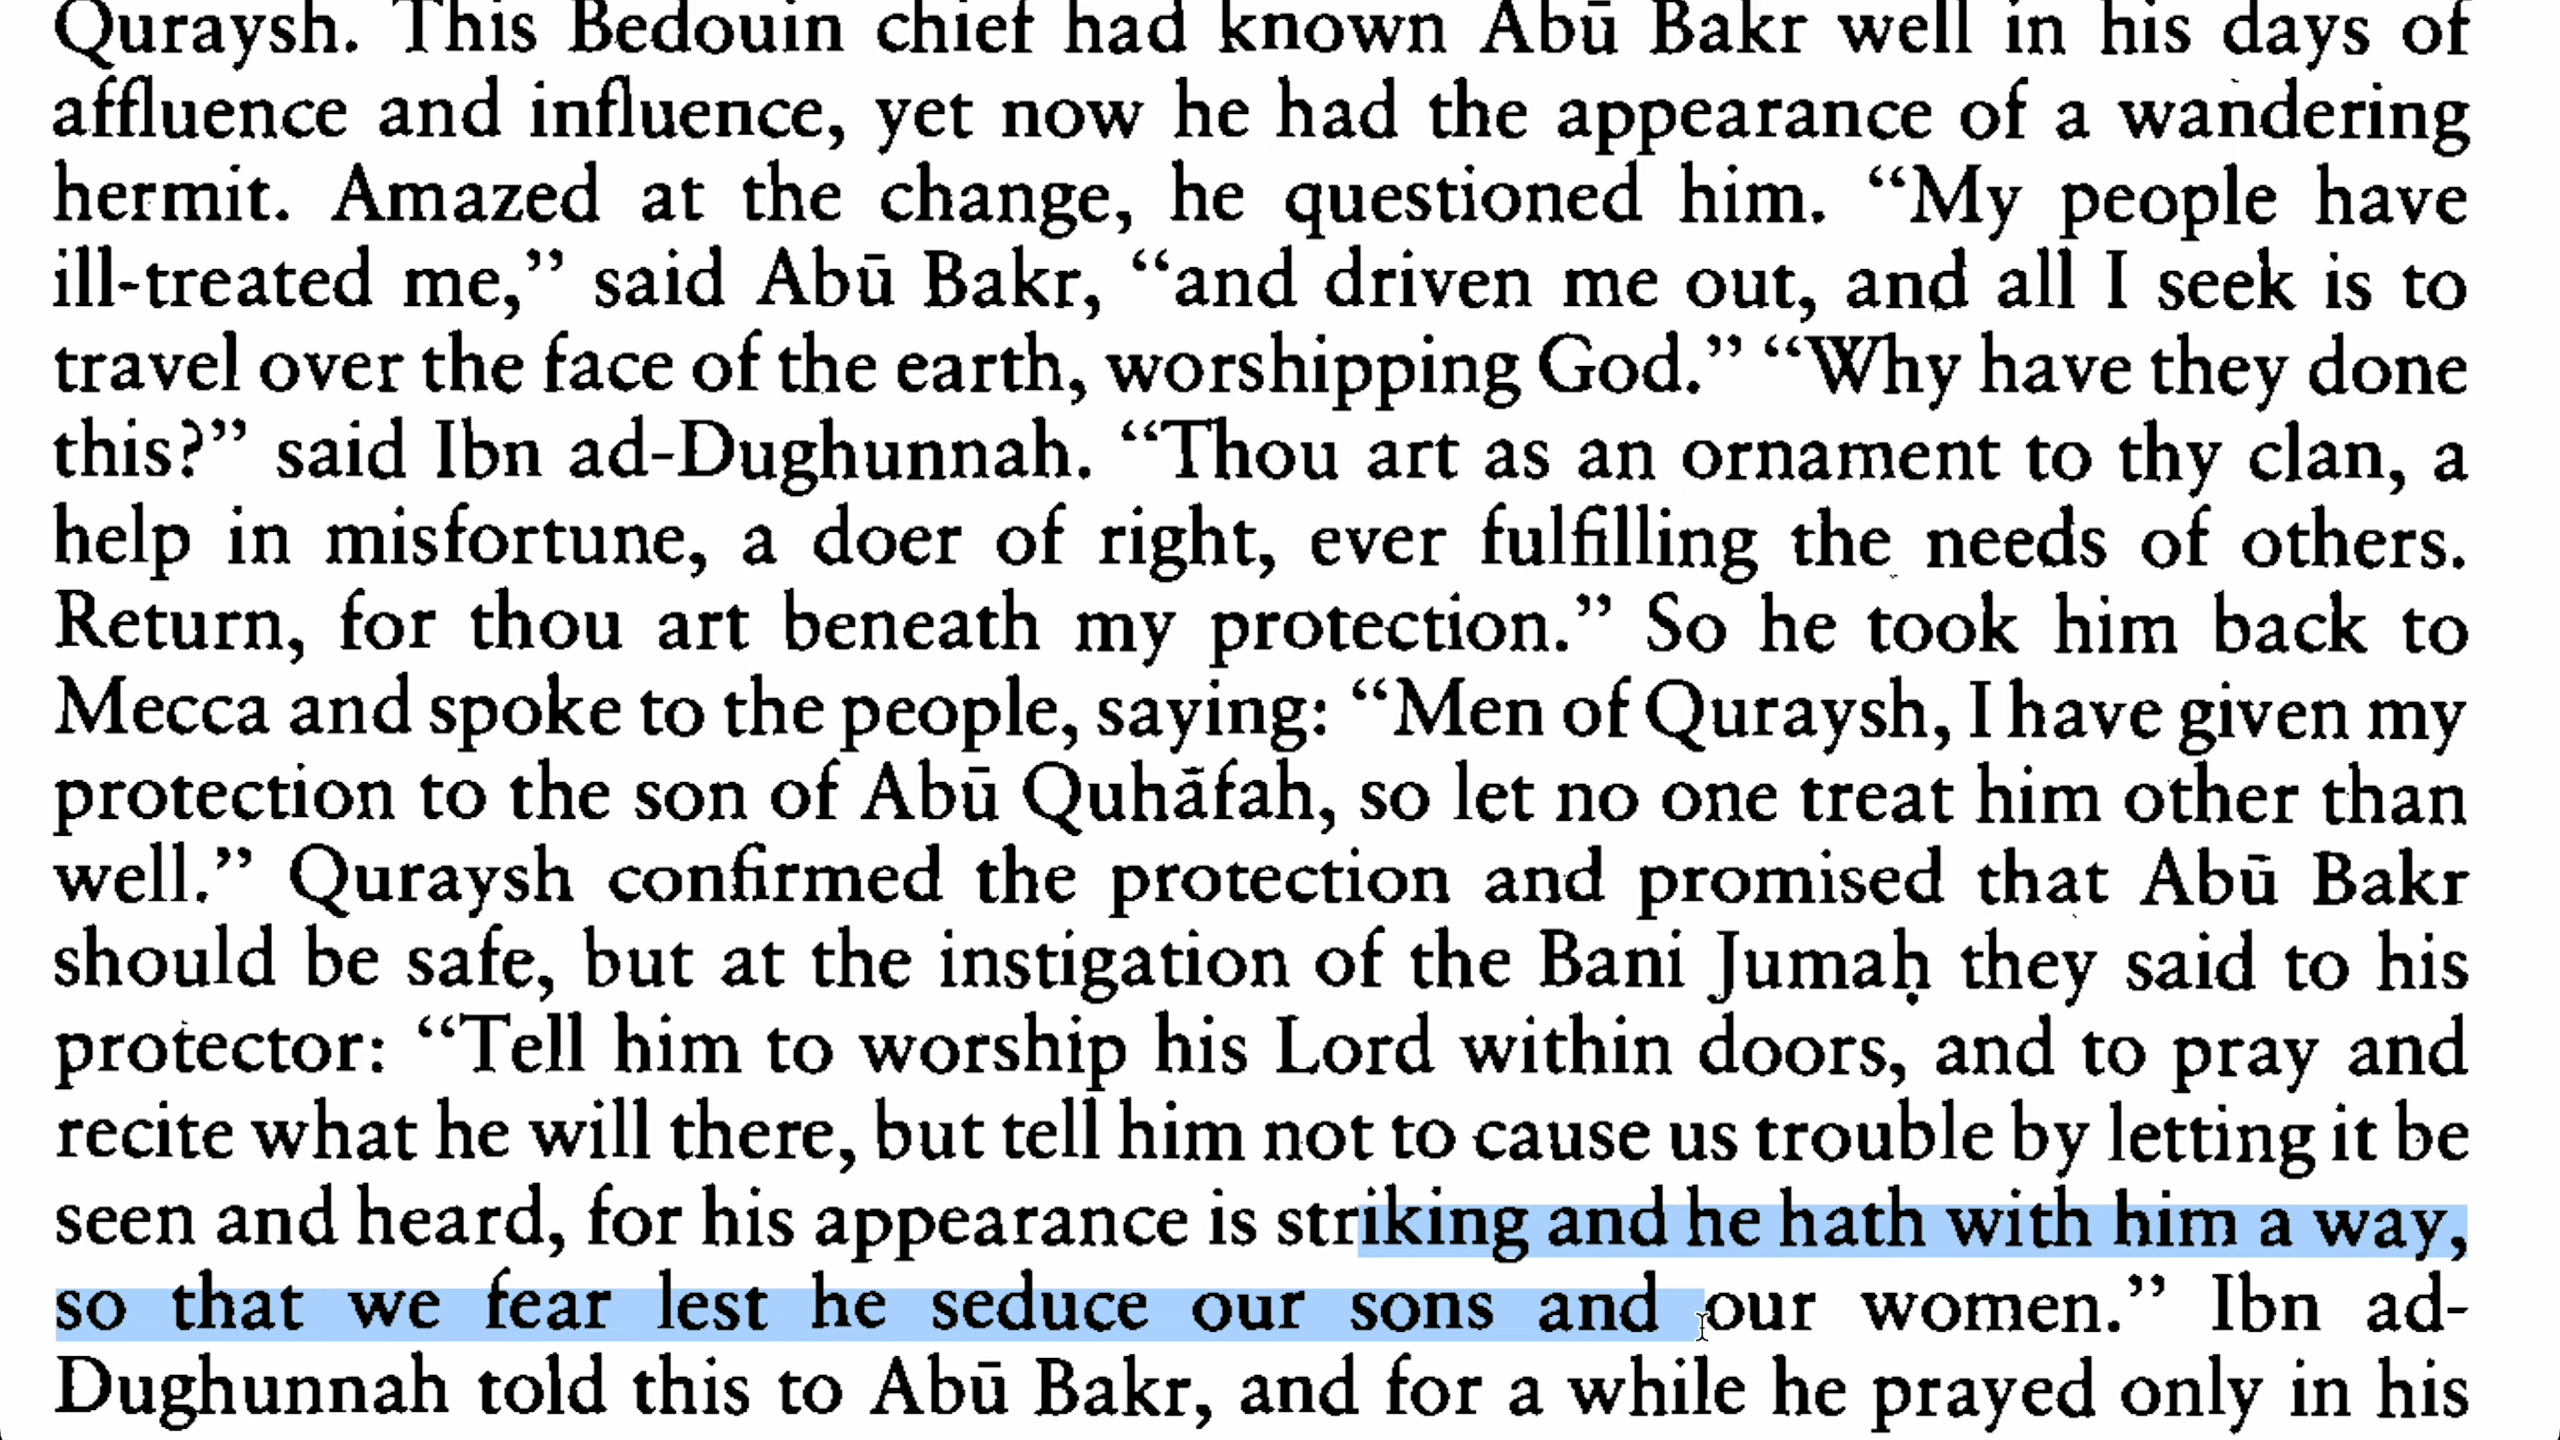 Quraysh. This Bedouin chief had known Abū Bakr well in his days of
affluence and influence, yet now he had the appearance of a wandering
hermit. Amazed at the change, he questioned him. “My people have
ill-treated me,” said Abū Bakr, “and driven me out, and all I seek is to
travel over the face of the earth, worshipping God.” “Why have they done
this?” said Ibn ad-Dughunnah. “Thou art as an ornament to thy clan, a
help in misfortune, a doer of right, ever fulfilling the needs of others.
Return, for thou art beneath my protection.” So he took him back to
Mecca and spoke to the people, saying: “Men of Quraysh, I have given my
protection to the son of Abū Quhāfah, so let no one treat him other than
well.” Quraysh confirmed the protection and promised that Abū Bakr
should be safe, but at the instigation of the Bani Jumaḥ they said to his
protector: “Tell him to worship his Lord within doors, and to pray and
recite what he will there, but tell him not to cause us trouble by letting it be
seen and heard, for his appearance is striking and he hath with him a way,
so that we fear lest he seduce our sons and our women.” Ibn ad-
Dughunnah told this to Abū Bakr, and for a while he prayed only in his